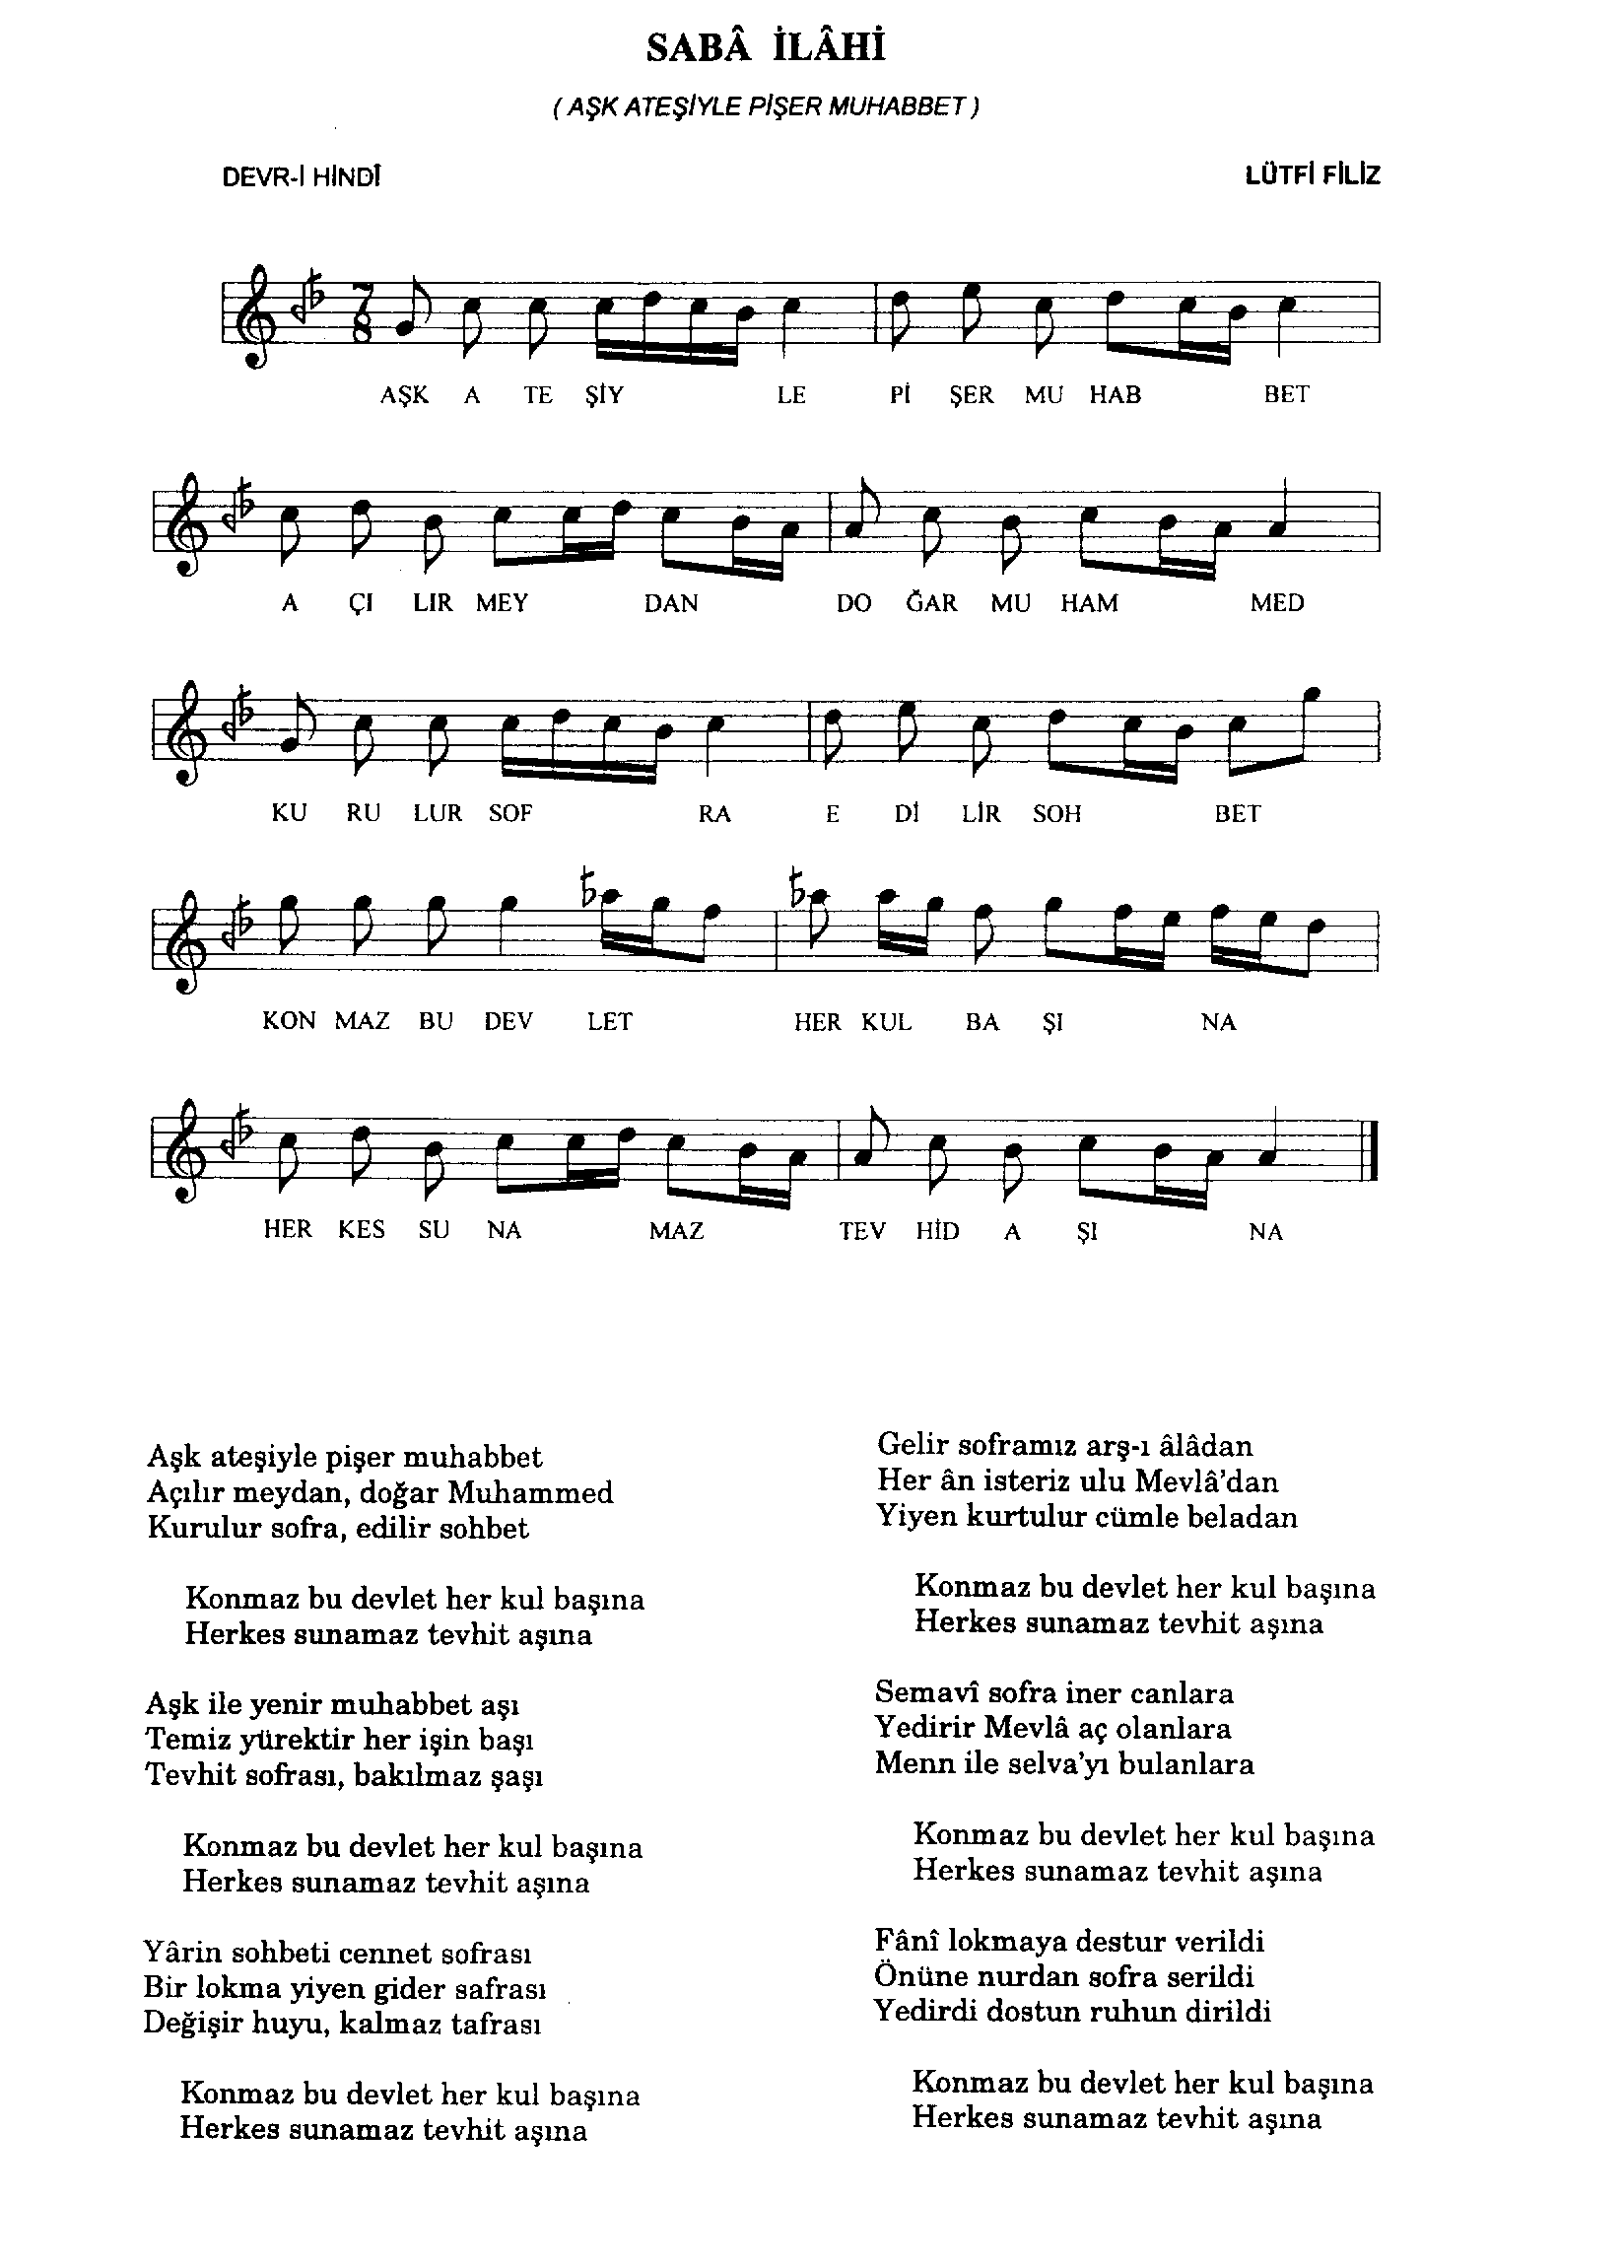 SABÂ İLÂHİ
( AŞK ATEŞİYLE PİŞER MUHABBET )
DEVR-İ HİNDÎ
LÜTFİ FİLİZ
7
8
AŞK A TE ŞİY LE Pİ ŞER MU HAB BET
A ÇI LIR MEY DAN DO ĞAR MU HAM MED
KU RU LUR SOF RA E Dİ LİR SOH BET
KON MAZ BU DEV LET HER KUL BA ŞI NA
HER KES SU NA MAZ TEV HİD A ŞI NA
Aşk ateşiyle pişer muhabbet
Açılır meydan, doğar Muhammed
Kurulur sofra, edilir sohbet
Konmaz bu devlet her kul başına
Herkes sunamaz tevhit aşına
Aşk ile yenir muhabbet aşı
Temiz yürektir her işin başı
Tevhit sofrası, bakılmaz şaşı
Konmaz bu devlet her kul başına
Herkes sunamaz tevhit aşına
Yârin sohbeti cennet sofrası
Bir lokma yiyen gider safrası
Değişir huyu, kalmaz tafrası
Konmaz bu devlet her kul başına
Herkes sunamaz tevhit aşına
Gelir soframız arş-ı âlâdan
Her ân isteriz ulu Mevlâ'dan
Yiyen kurtulur cümle beladan
Konmaz bu devlet her kul başına
Herkes sunamaz tevhit aşına
Semavî sofra iner canlara
Yedirir Mevlâ aç olanlara
Menn ile selva'yı bulanlara
Konmaz bu devlet her kul başına
Herkes sunamaz tevhit aşına
Fânî lokmaya destur verildi
Önüne nurdan sofra serildi
Yedirdi dostun ruhun dirildi
Konmaz bu devlet her kul başına
Herkes sunamaz tevhit aşına